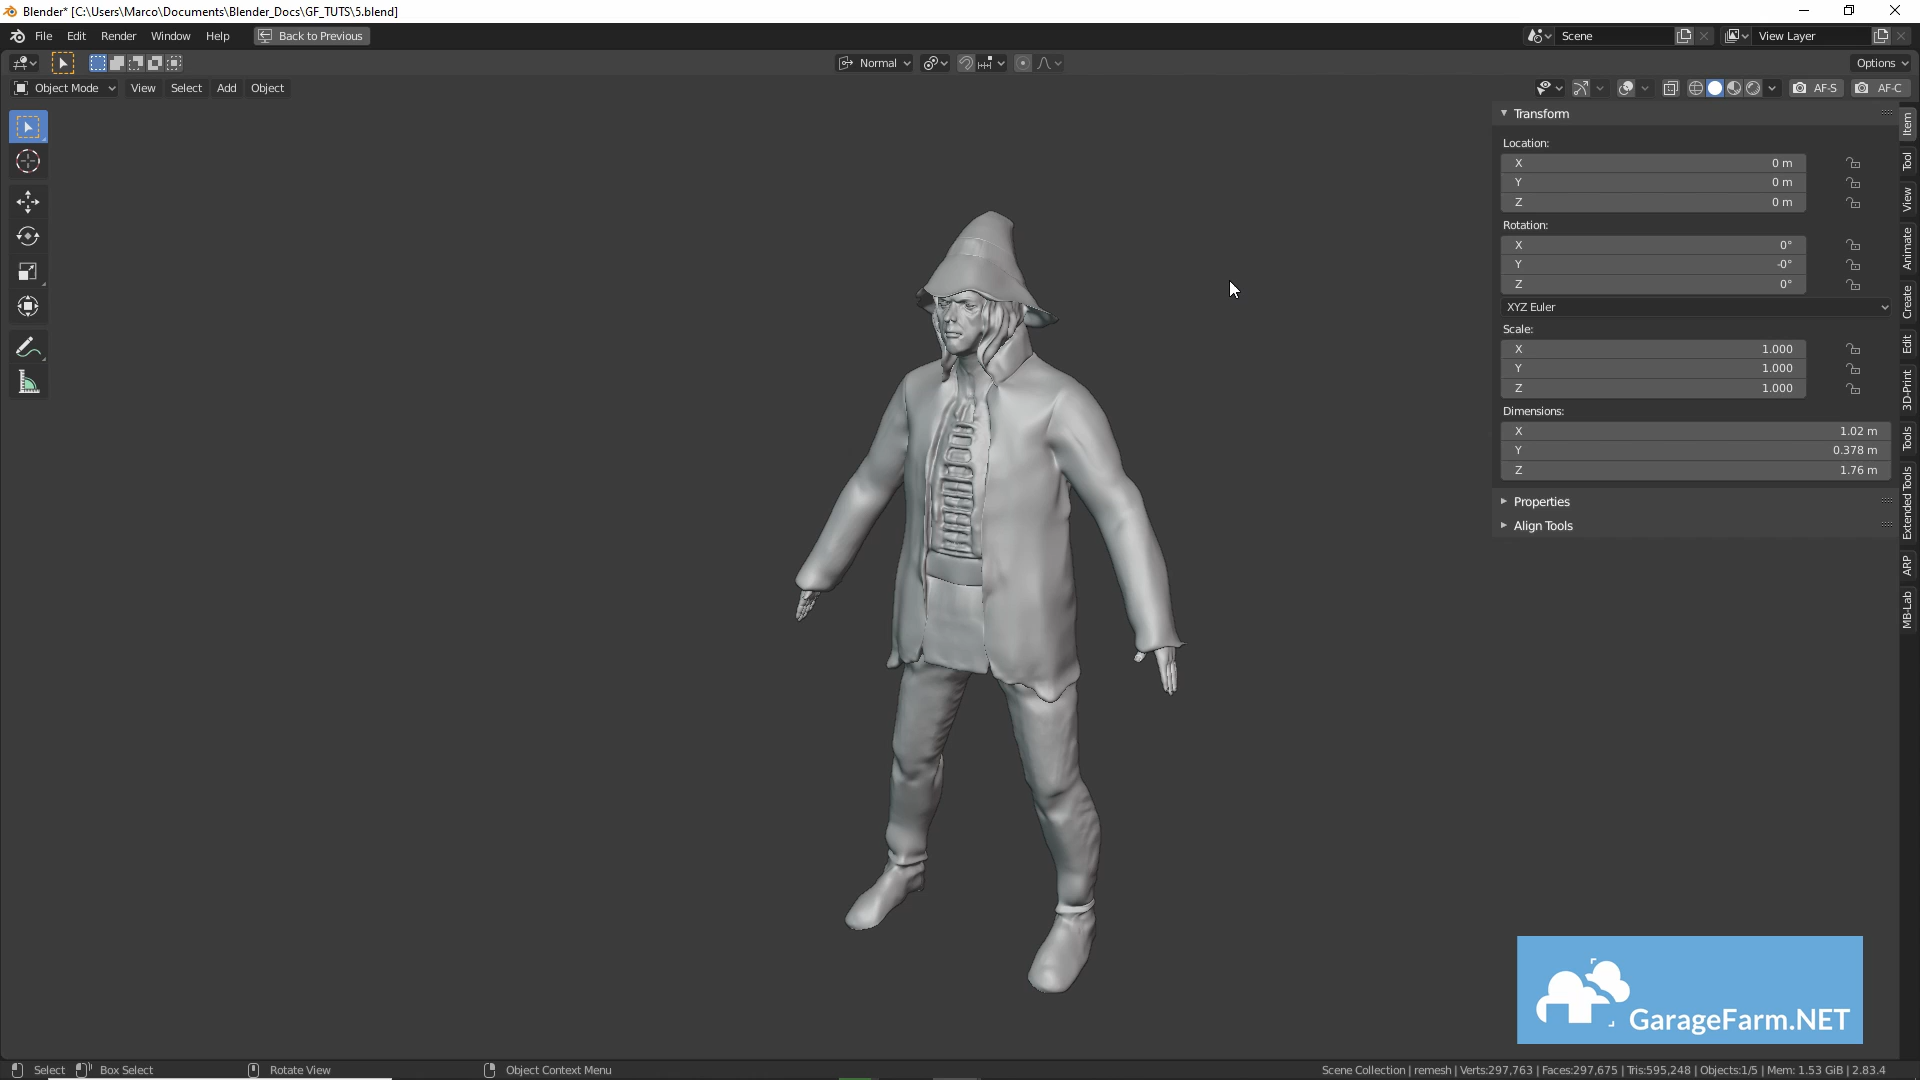 Blender* [C:\Users\Marco\Documents\Blender_Docs\GF_TUTS\5.blend]
File Edit Render Window Help Back to Previous Scene View Layer
Normal Options
Object Mode View Select Add Object AF-S AF-C
Transform
Location:
X 0 m
Y 0 m
Z 0 m
Rotation:
X 0°
Y -0°
Z 0°
XYZ Euler
Scale:
X 1.000
Y 1.000
Z 1.000
Dimensions:
X 1.02 m
Y 0.378 m
Z 1.76 m
Properties
Align Tools
Item
Tool
View
Animate
Create
Edit
3D-Print
Tools
Extended Tools
ARP
MB-Lab
GarageFarm.NET
Select Box Select Rotate View Object Context Menu Scene Collection | remesh | Verts:297,763 | Faces:297,675 | Tris:595,248 | Objects:1/5 | Mem: 1.53 GiB | 2.83.4